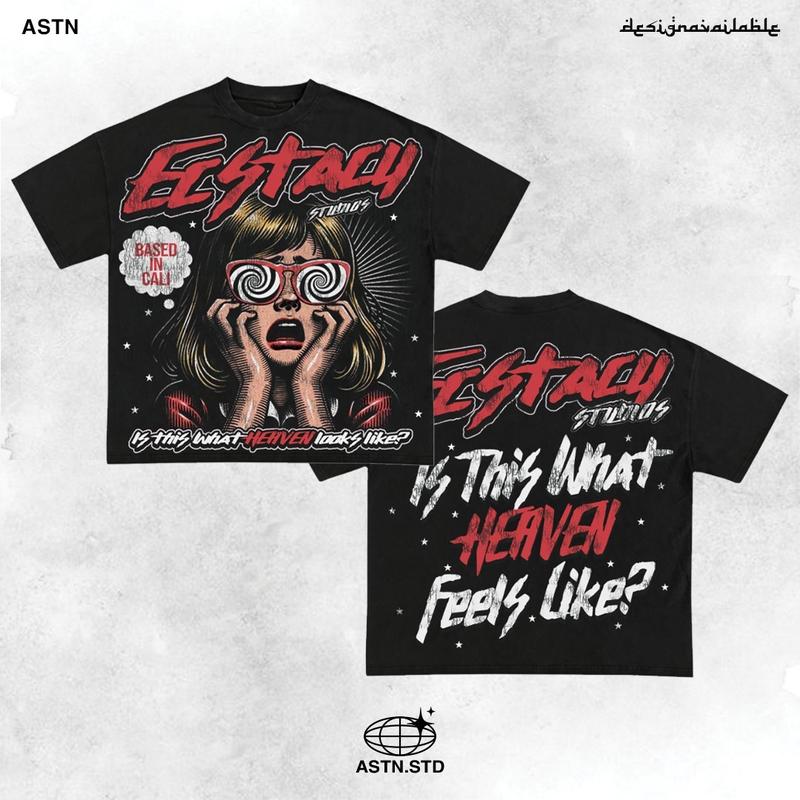 ASTN
designavailable
Ecstacy
STUDIOS
BASED
IN
CALI
Is this What HEAVEN looks like?
Ecstacy
STUDIOS
Is This What
HEAVEN
Feels Like?
ASTN.STD